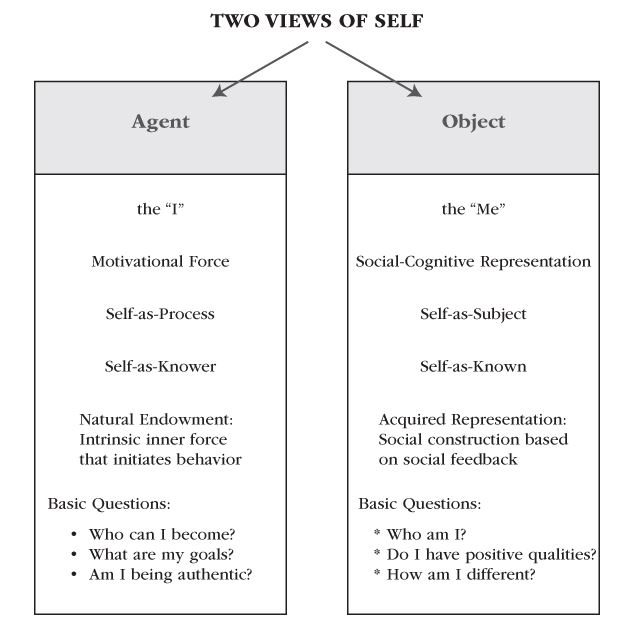 TWO VIEWS OF SELF
Agent
the “I”
Motivational Force
Self-as-Process
Self-as-Knower
Natural Endowment:
Intrinsic inner force
that initiates behavior
Basic Questions:
• Who can I become?
• What are my goals?
• Am I being authentic?
Object
the “Me”
Social-Cognitive Representation
Self-as-Subject
Self-as-Known
Acquired Representation:
Social construction based
on social feedback
Basic Questions:
* Who am I?
* Do I have positive qualities?
* How am I different?